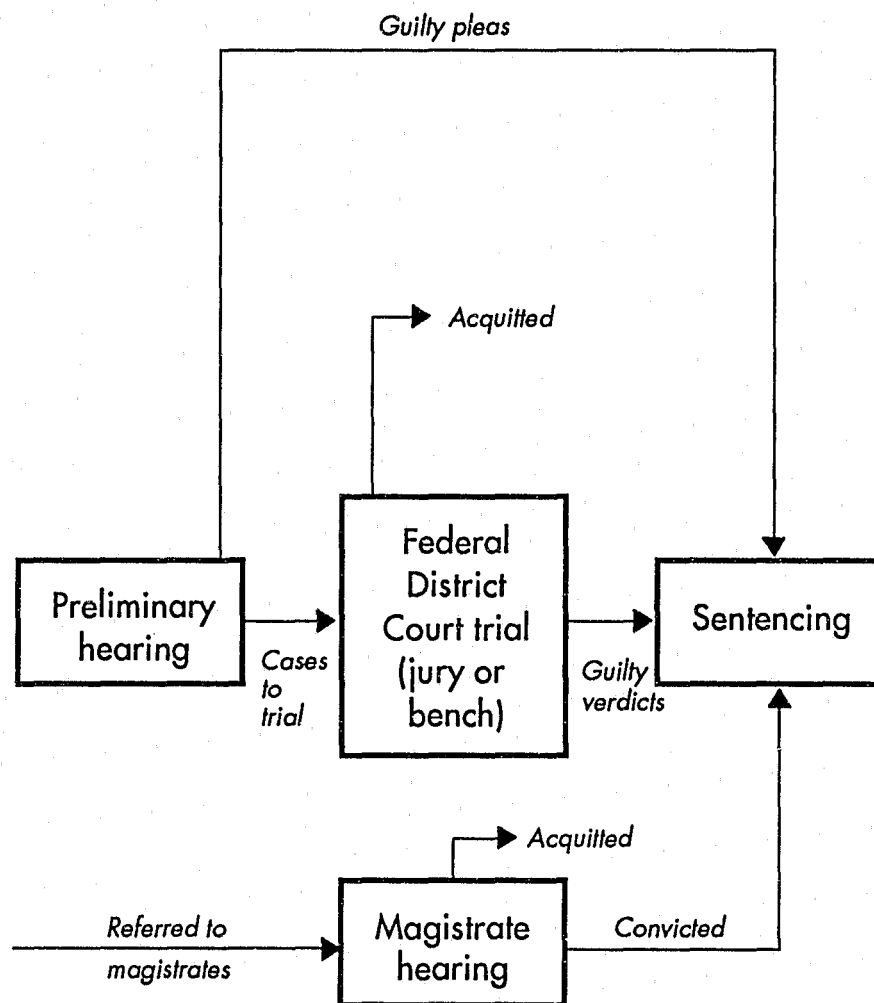 Guilty pleas
Acquitted
Preliminary
hearing
Cases
to
trial
Federal
District
Court trial
(jury or
bench)
Guilty
verdicts
Sentencing
Acquitted
Referred to
magistrates
Magistrate
hearing
Convicted